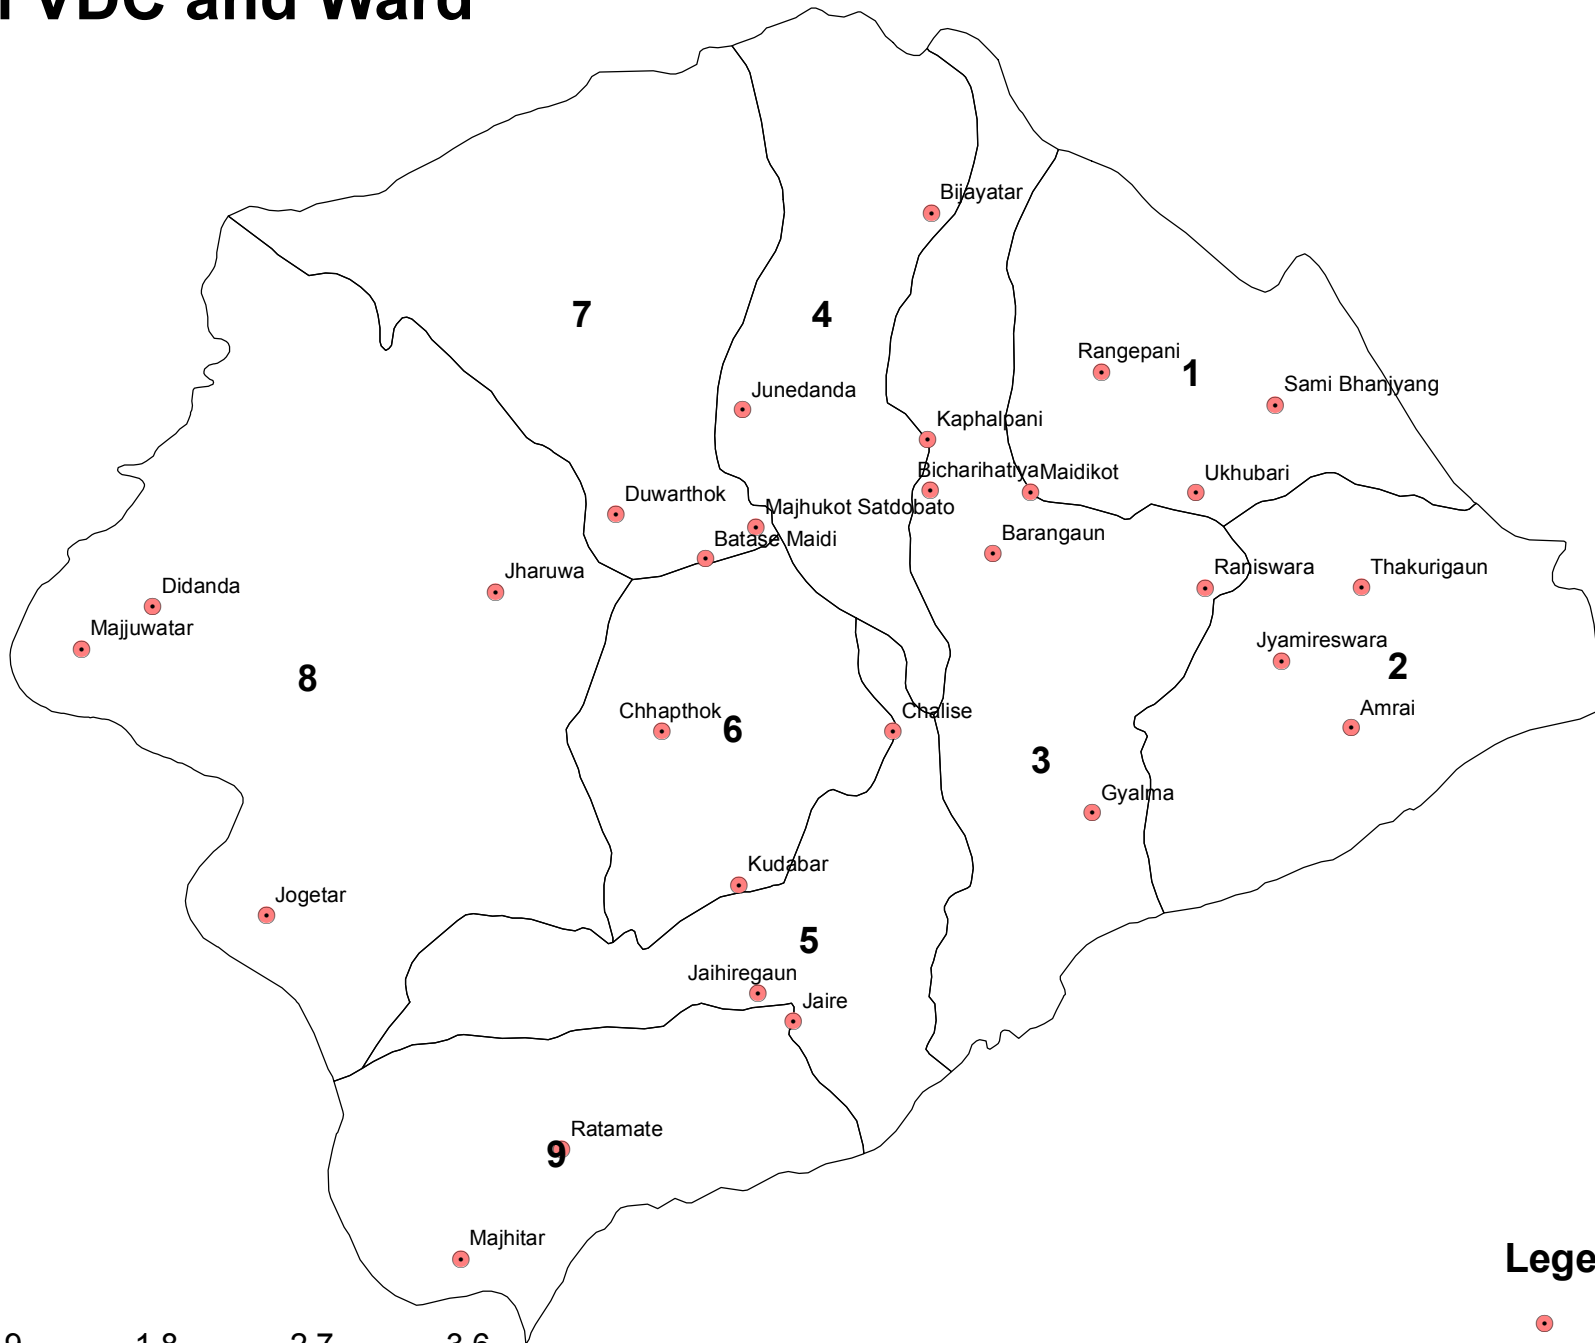 VDC and Ward
Bijayatar
7
4
Rangepani
1
Sami Bhanjyang
Junedanda
Kaphalpani
Bicharihatiya
Maidikot
Ukhubari
Duwarthok
Majhukot Satdobato
Batase Maidi
Barangaun
Jharuwa
Raniswara
Thakurigaun
Didanda
Majjuwatar
Jyamireswara
2
8
Chhapthok
6
Chalise
Amrai
3
Gyalma
Kudabar
Jogetar
5
Jaihiregaun
Jaire
Ratamate
9
Majhitar
Lege
9 1.8 2.7 3.6